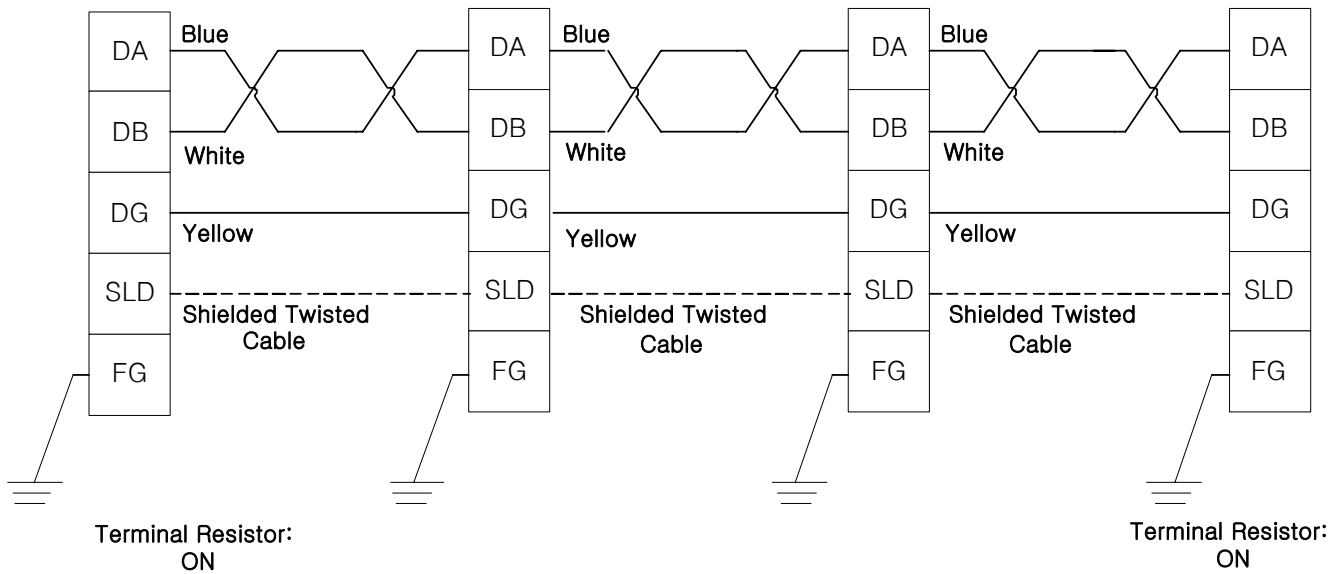 Blue
Blue
Blue
DA
DA
DA
DA
DB
DB
DB
DB
White
White
White
DG
DG
DG
DG
Yellow
Yellow
Yellow
SLD
SLD
SLD
SLD
Shielded Twisted
Cable
Shielded Twisted
Cable
Shielded Twisted
Cable
FG
FG
FG
FG
Terminal Resistor:
ON
Terminal Resistor:
ON